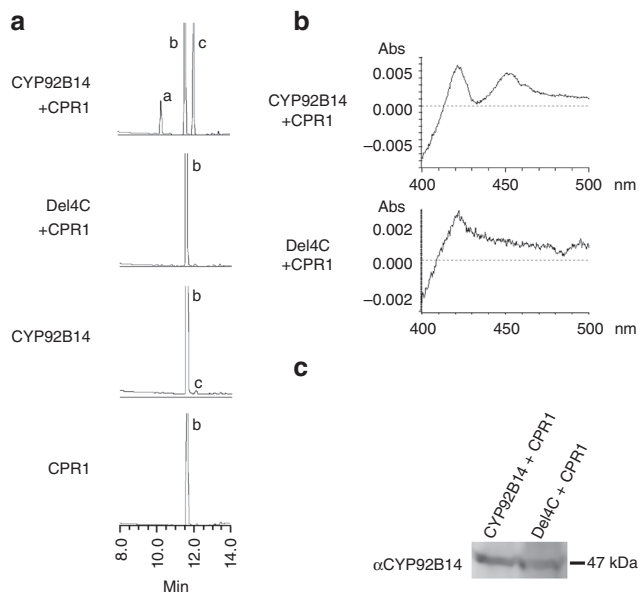 a
b
c
CYP92B14
+CPR1
a
b
Del4C
+CPR1
b
c
CYP92B14
b
CPR1
8.0
10.0
12.0
14.0
Min
b
Abs
0.005
0.000
−0.005
CYP92B14
+CPR1
400
450
500
nm
Abs
0.002
0.000
−0.002
Del4C
+CPR1
400
450
500
nm
c
CYP92B14 + CPR1
Del4C + CPR1
αCYP92B14
47 kDa